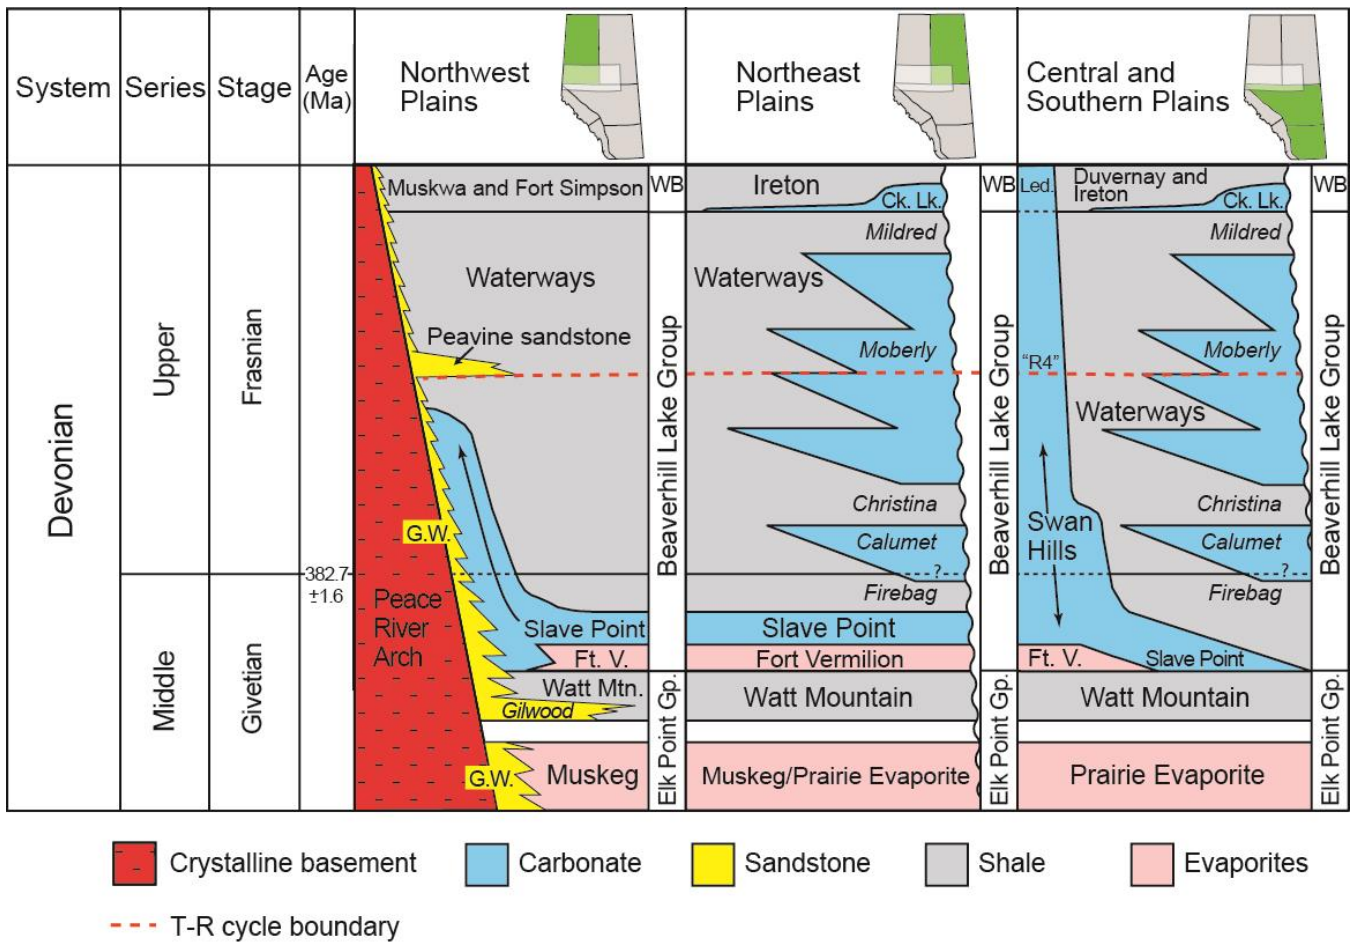 System
Series
Stage
Age
(Ma)
Northwest
Plains
Northeast
Plains
Central and
Southern Plains
Devonian
Upper
Middle
Frasnian
Givetian
382.7
±1.6
Muskwa and Fort Simpson
WB
Waterways
Peavine sandstone
G.W.
Peace
River
Arch
Slave Point
Ft. V.
Watt Mtn.
Gilwood
G.W.
Muskeg
Beaverhill Lake Group
Elk Point Gp.
Ireton
Ck. Lk.
WB
Mildred
Waterways
Moberly
Christina
Calumet
?
Firebag
Slave Point
Fort Vermilion
Watt Mountain
Muskeg/Prairie Evaporite
Beaverhill Lake Group
Elk Point Gp.
Led.
Duvernay and
Ireton
Ck. Lk.
WB
Mildred
Moberly
"R4"
Waterways
Christina
Swan
Hills
Calumet
?
Firebag
Ft. V.
Slave Point
Watt Mountain
Prairie Evaporite
Beaverhill Lake Group
Elk Point Gp.
Crystalline basement
Carbonate
Sandstone
Shale
Evaporites
T-R cycle boundary